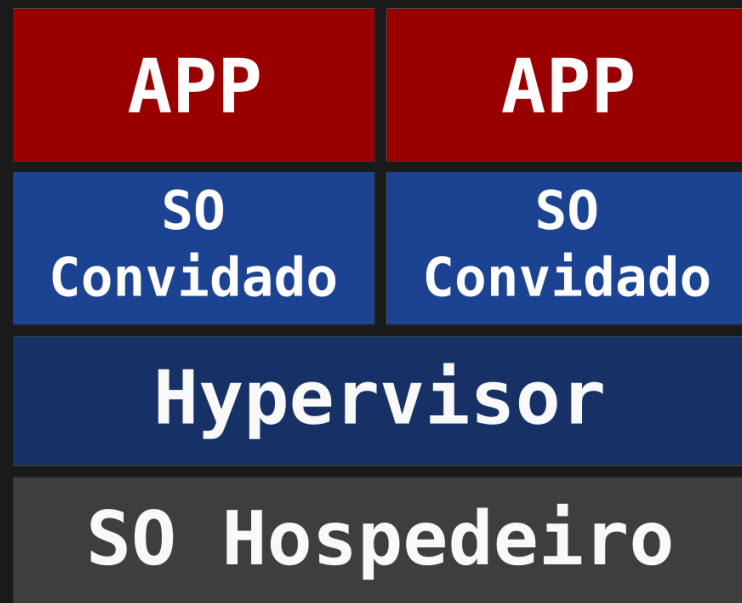 APP
APP
SO
Convidado
SO
Convidado
Hypervisor
SO Hospedeiro